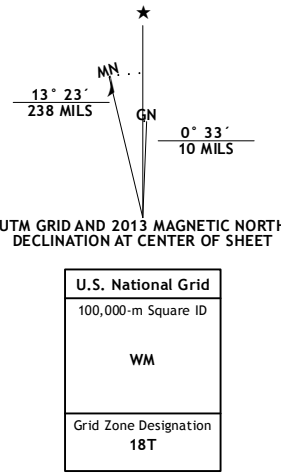 ★
MN
GN
13° 23´
238 MILS
0° 33´
10 MILS
UTM GRID AND 2013 MAGNETIC NORTH
DECLINATION AT CENTER OF SHEET
U.S. National Grid
100,000-m Square ID
WM
Grid Zone Designation
18T